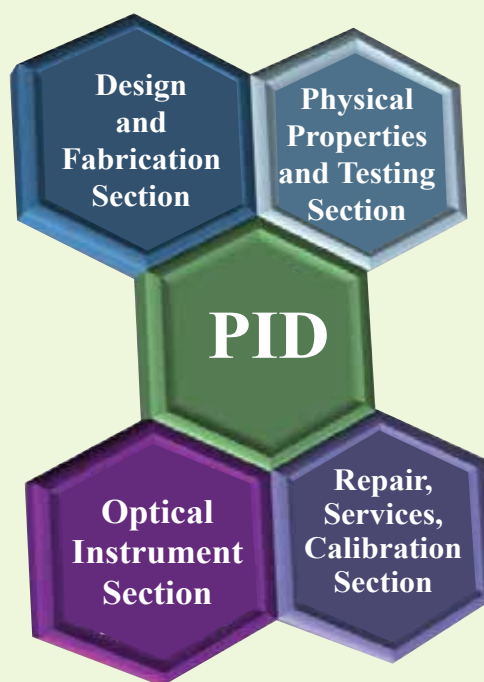 Design
and
Fabrication
Section
Physical
Properties
and Testing
Section
PID
Optical
Instrument
Section
Repair,
Services,
Calibration
Section